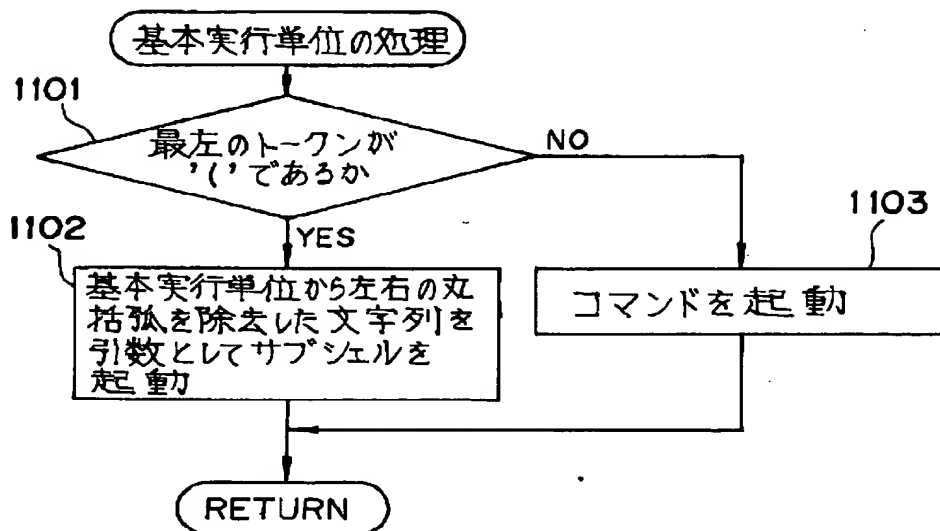 基本実行単位の処理
1101
最左のトークンが
'('であるか
NO
YES
1102
基本実行単位から左右の丸
括弧を除去した文字列を
引数としてサブシェルを
起動
1103
コマンドを起動
RETURN